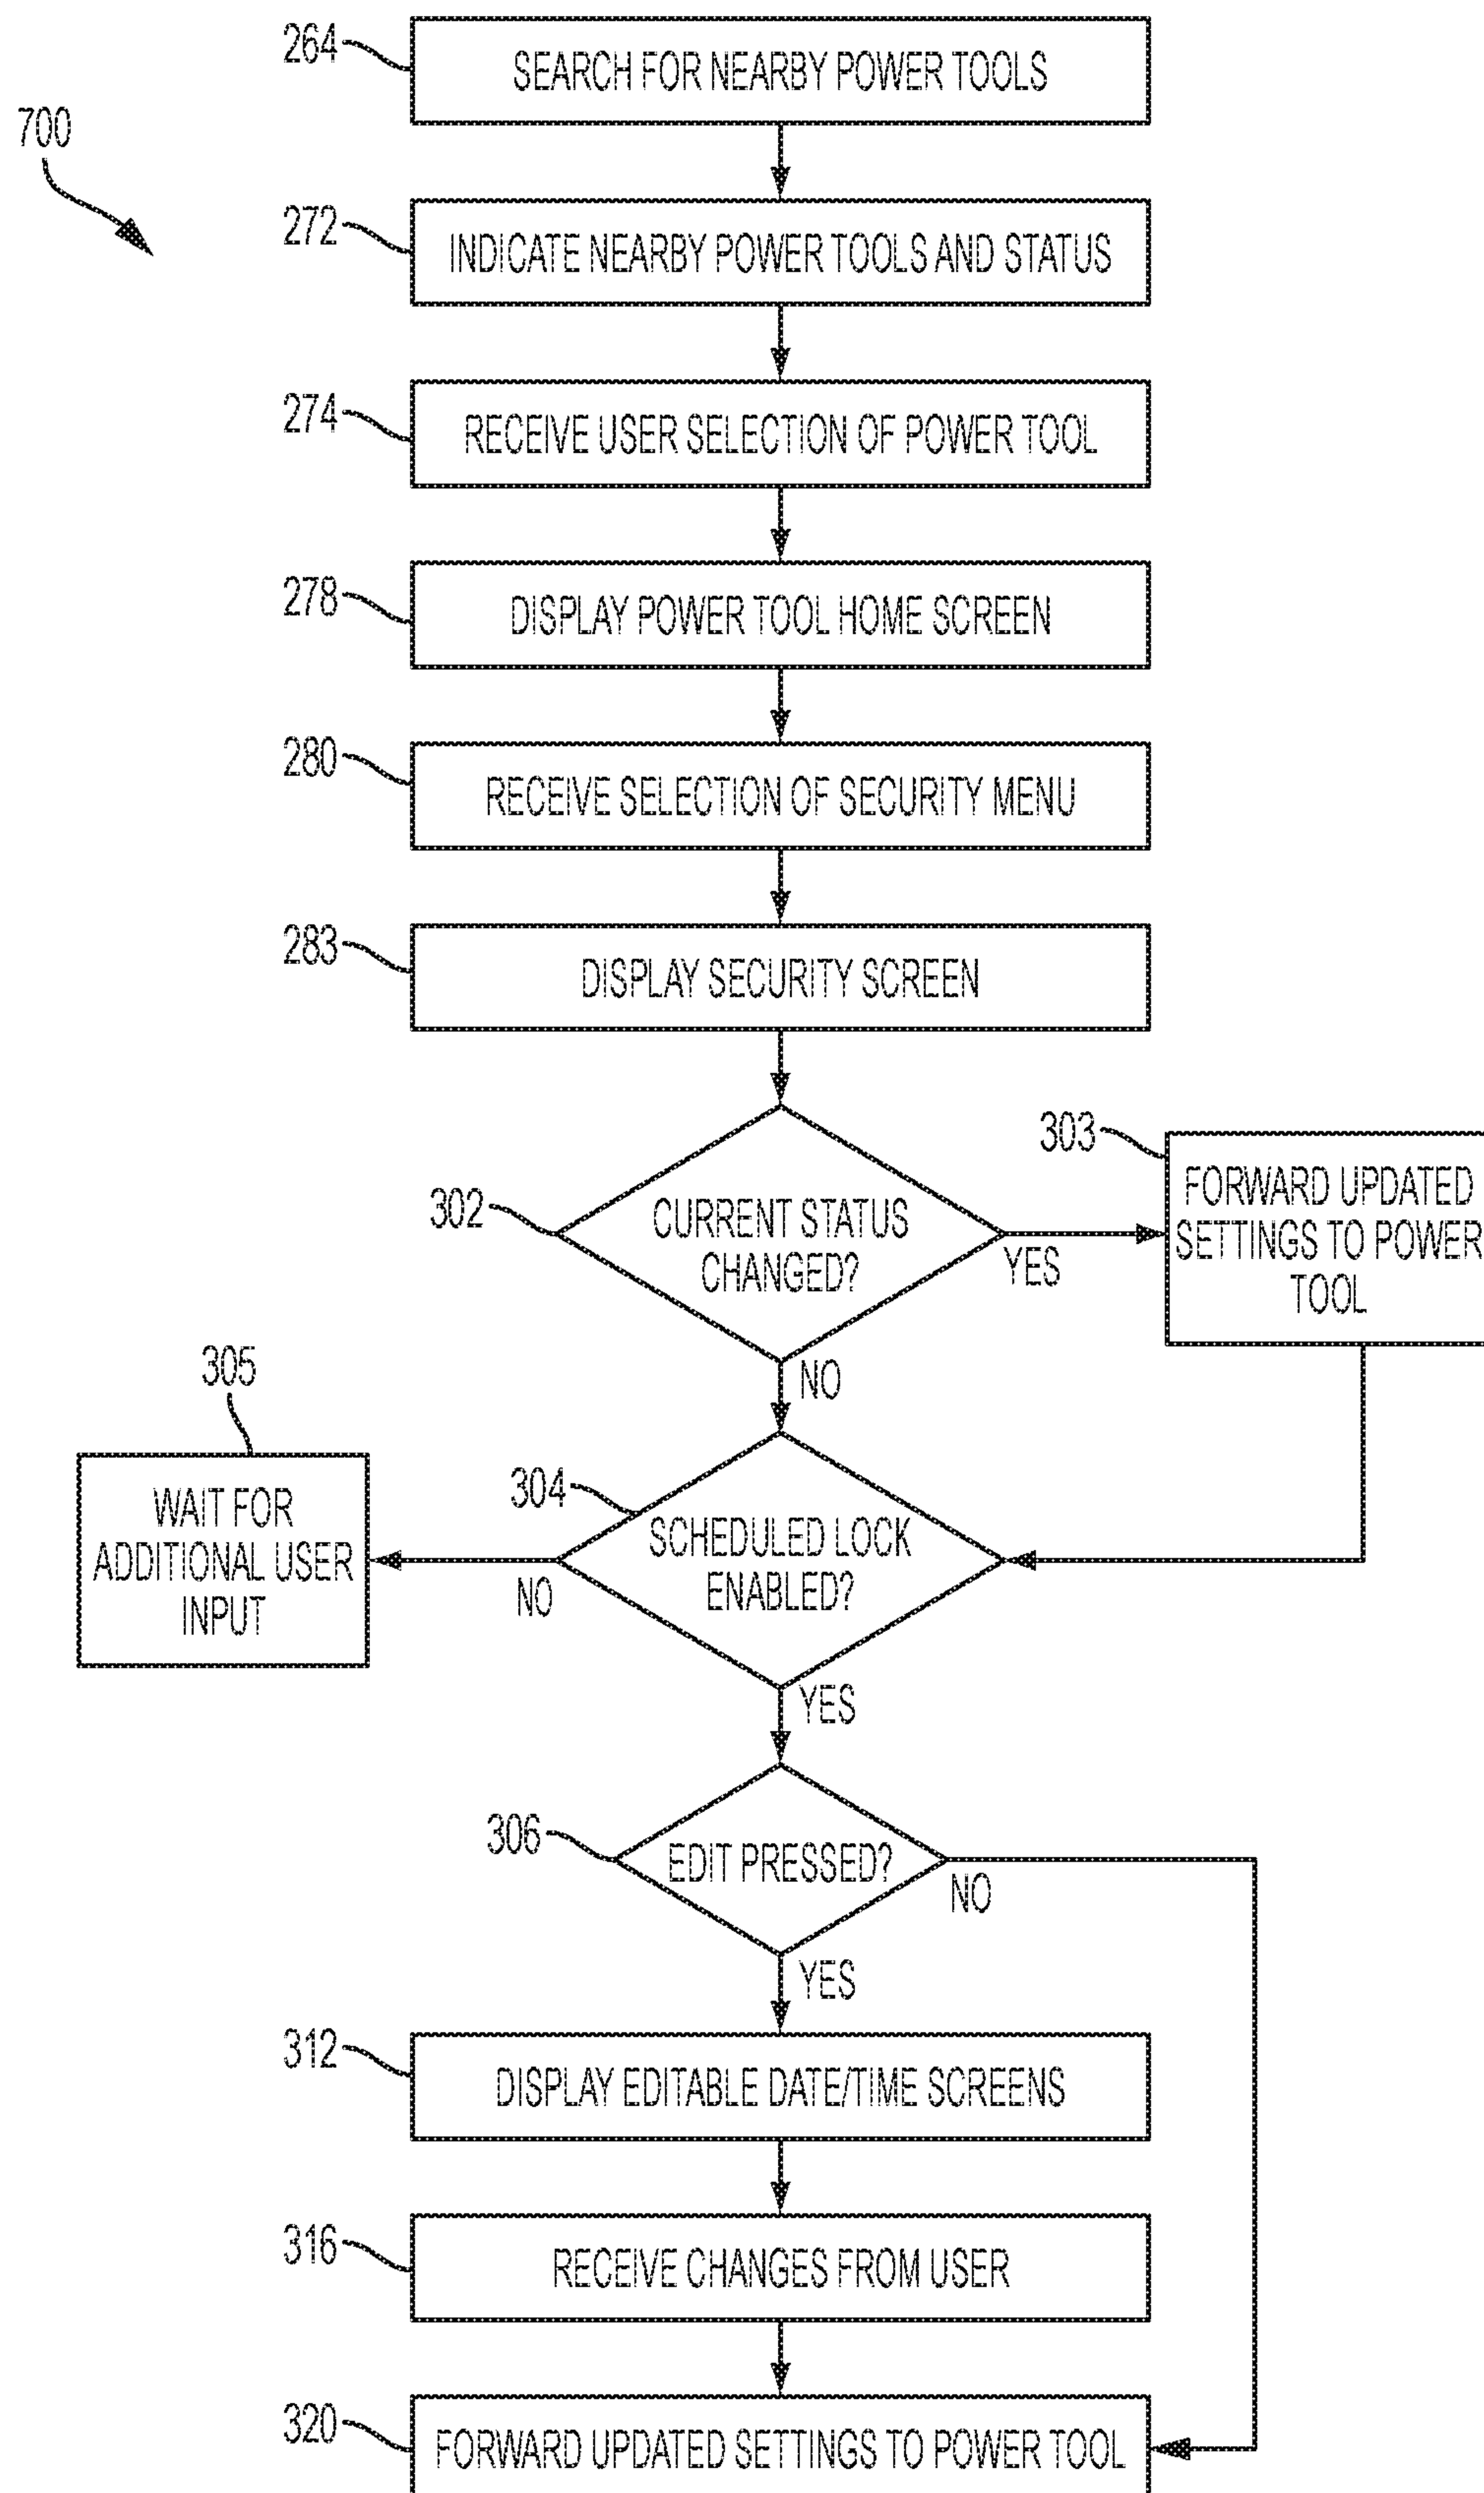 264
SEARCH FOR NEARBY POWER TOOLS
700
272
INDICATE NEARBY POWER TOOLS AND STATUS
274
RECEIVE USER SELECTION OF POWER TOOL
278
DISPLAY POWER TOOL HOME SCREEN
280
RECEIVE SELECTION OF SECURITY MENU
283
DISPLAY SECURITY SCREEN
302
CURRENT STATUS
CHANGED?
YES
303
FORWARD UPDATED
SETTINGS TO POWER
TOOL
NO
305
WAIT FOR
ADDITIONAL USER
INPUT
304
SCHEDULED LOCK
ENABLED?
NO
YES
306
EDIT PRESSED?
NO
YES
312
DISPLAY EDITABLE DATE/TIME SCREENS
316
RECEIVE CHANGES FROM USER
320
FORWARD UPDATED SETTINGS TO POWER TOOL